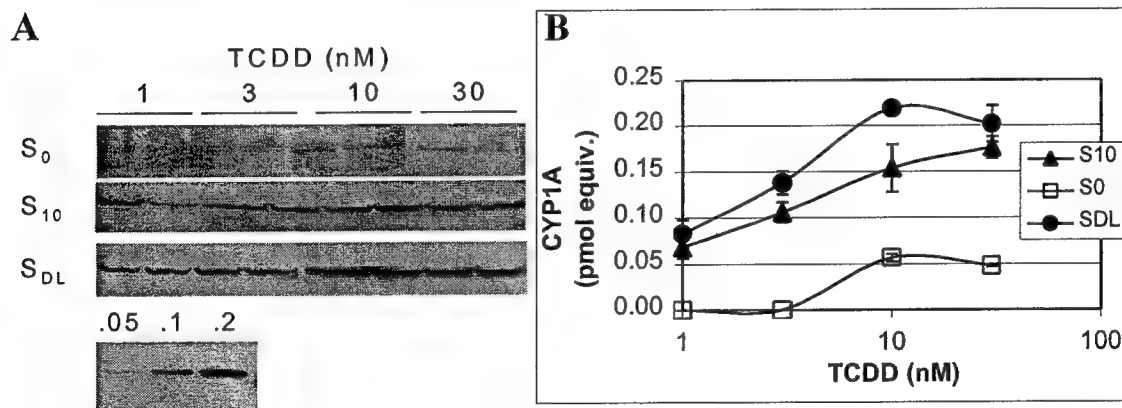 A
TCDD (nM)
1 3 10 30
S0
S10
SDL
.05 .1 .2
B
0.25
0.20
0.15
0.10
0.05
0.00
CYP1A
(pmol equiv.)
1 10 100
TCDD (nM)
S10
S0
SDL